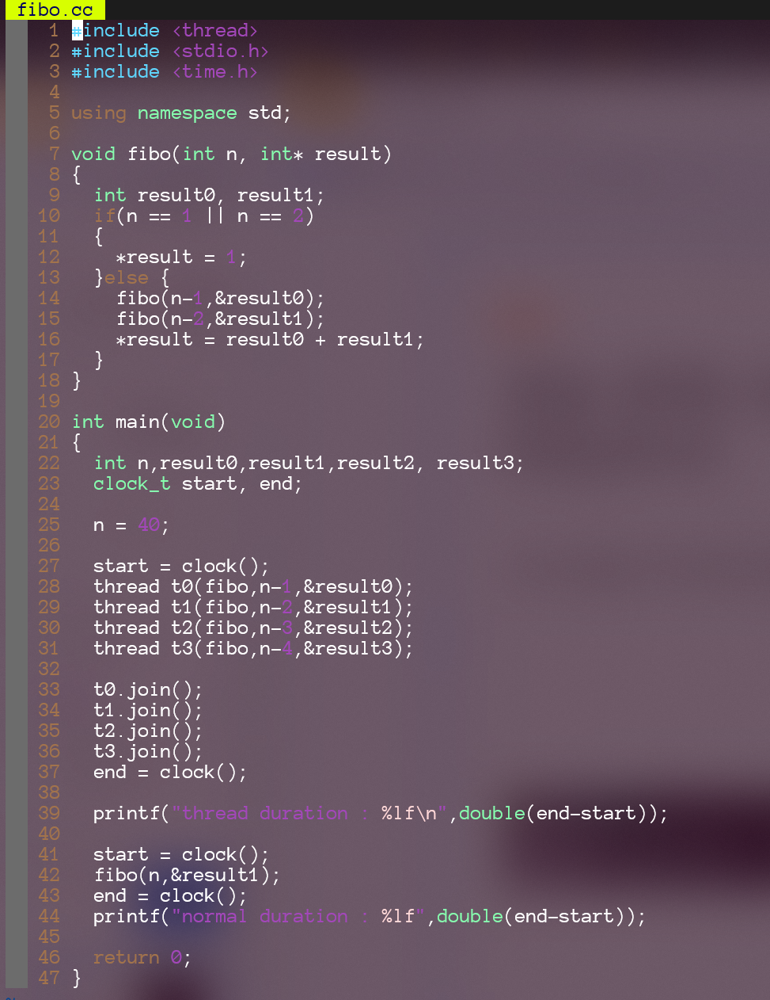 fibo.cc
1 #include <thread>
2 #include <stdio.h>
3 #include <time.h>
4
5 using namespace std;
6
7 void fibo(int n, int* result)
8 {
9   int result0, result1;
10   if(n == 1 || n == 2)
11   {
12     *result = 1;
13   }else {
14     fibo(n-1,&result0);
15     fibo(n-2,&result1);
16     *result = result0 + result1;
17   }
18 }
19
20 int main(void)
21 {
22   int n,result0,result1,result2, result3;
23   clock_t start, end;
24
25   n = 40;
26
27   start = clock();
28   thread t0(fibo,n-1,&result0);
29   thread t1(fibo,n-2,&result1);
30   thread t2(fibo,n-3,&result2);
31   thread t3(fibo,n-4,&result3);
32
33   t0.join();
34   t1.join();
35   t2.join();
36   t3.join();
37   end = clock();
38
39   printf("thread duration : %lf\n",double(end-start));
40
41   start = clock();
42   fibo(n,&result1);
43   end = clock();
44   printf("normal duration : %lf",double(end-start));
45
46   return 0;
47 }